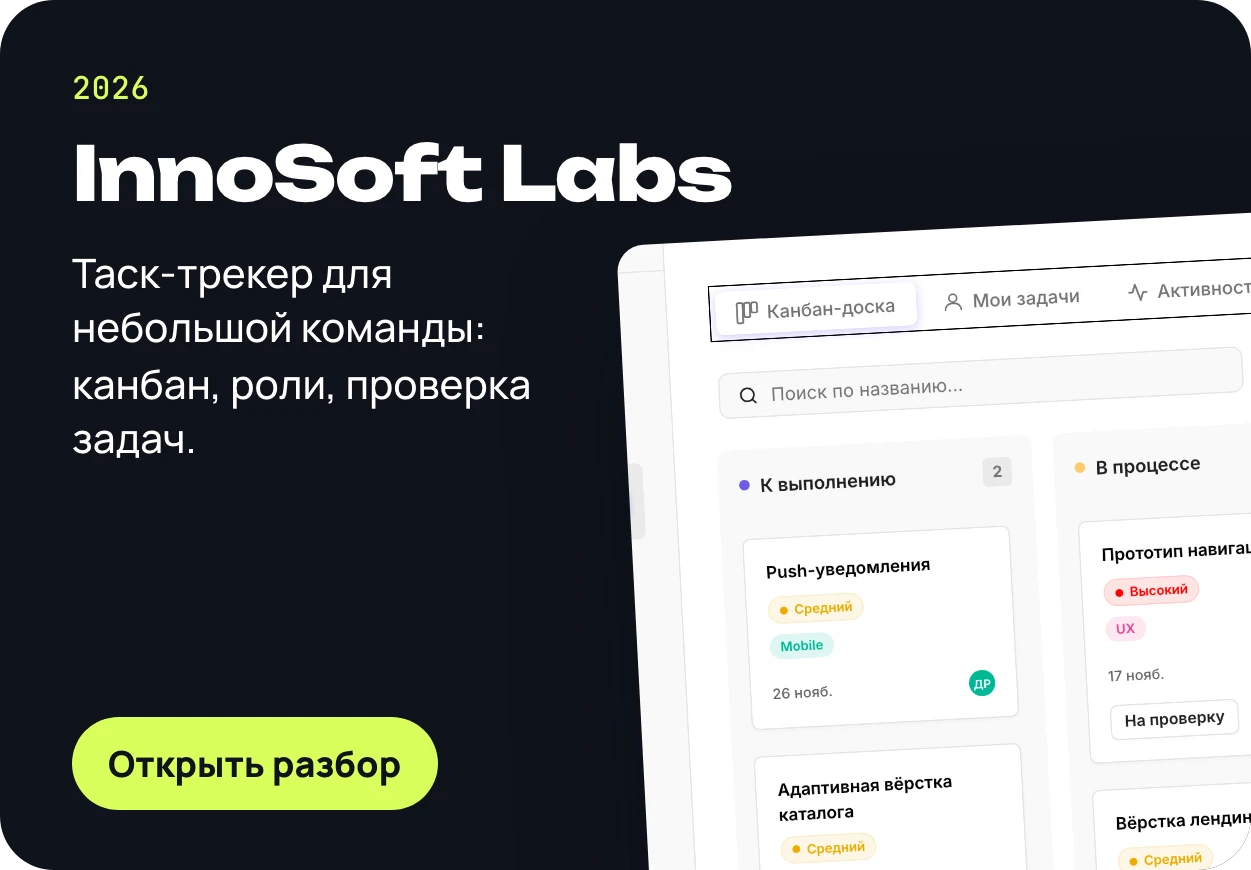 2026
InnoSoft Labs
Таск-трекер для
небольшой команды:
канбан, роли, проверка
задач.
Открыть разбор
Канбан-доска
Мои задачи
Активност
Поиск по названию...
К выполнению
2
Push-уведомления
Средний
Mobile
26 нояб.
ДР
Адаптивная вёрстка
каталога
Средний
В процессе
Прототип навигац
Высокий
UX
17 нояб.
На проверку
Вёрстка лендин
Средний